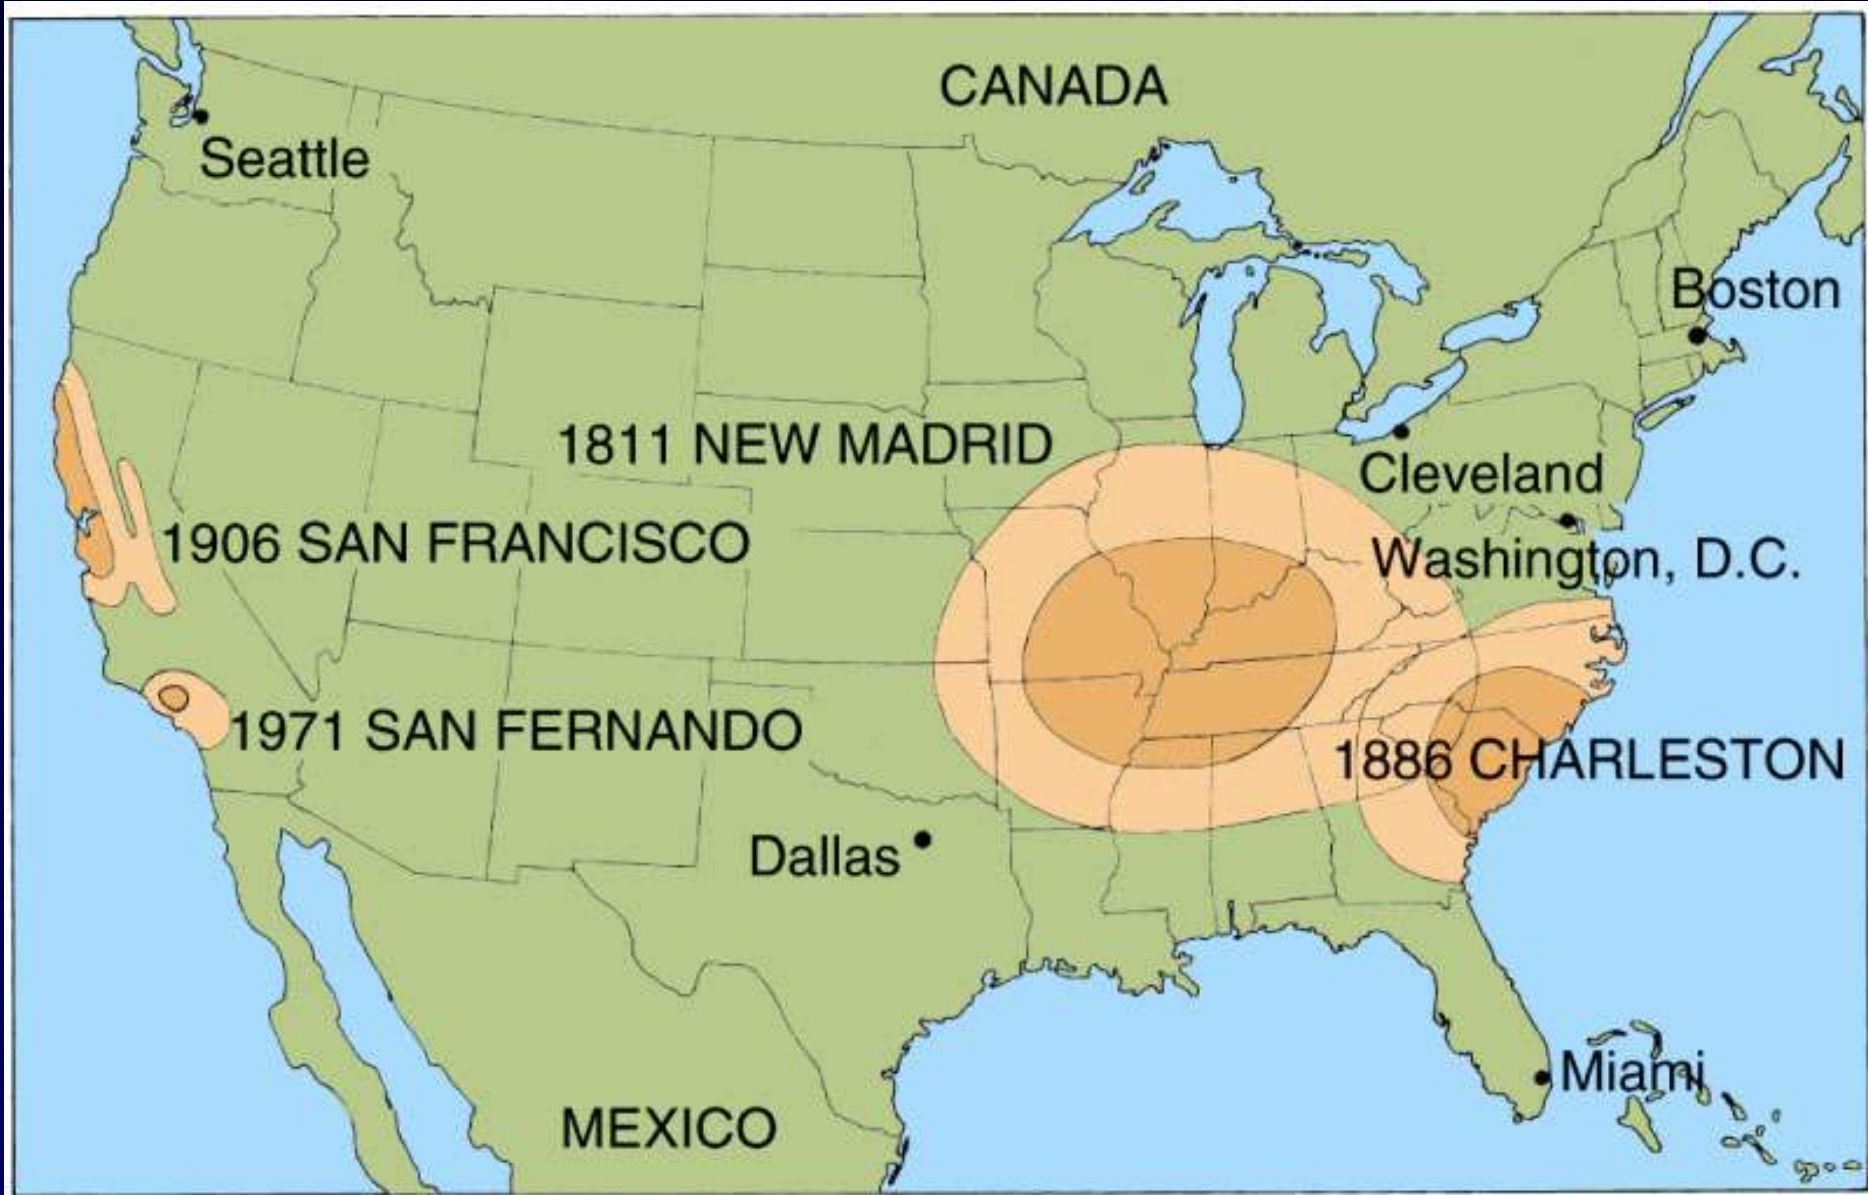 CANADA
Seattle
Boston
1811 NEW MADRID
Cleveland
1906 SAN FRANCISCO
Washington, D.C.
1971 SAN FERNANDO
1886 CHARLESTON
Dallas
Miami
MEXICO